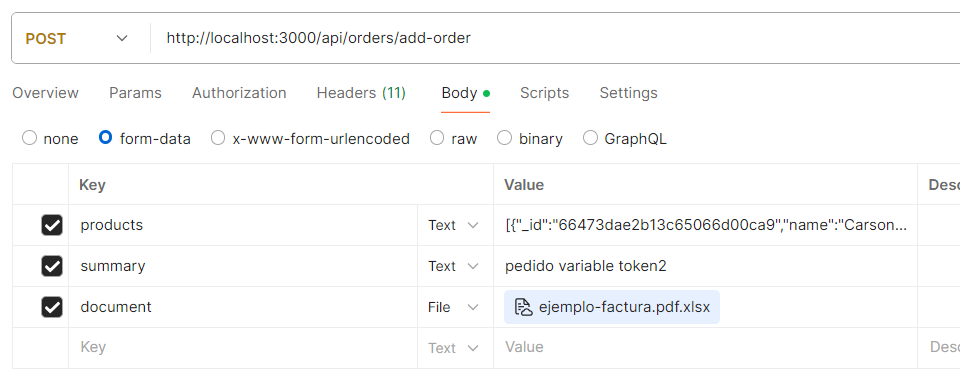 POST http://localhost:3000/api/orders/add-order
Overview Params Authorization Headers (11) Body Scripts Settings
none form-data x-www-form-urlencoded raw binary GraphQL
Key Value Desc
products Text [{"_id":"66473dae2b13c65066d00ca9","name":"Carson...
summary Text pedido variable token2
document File ejemplo-factura.pdf.xlsx
Key Text Value Desc